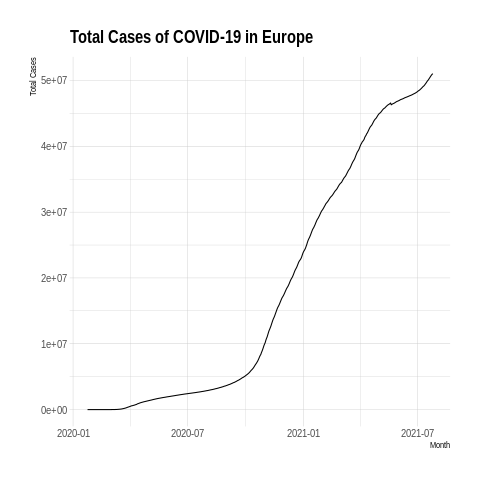 Total Cases of COVID-19 in Europe
Total Cases
5e+07
4e+07
3e+07
2e+07
1e+07
0e+00
2020-01
2020-07
2021-01
2021-07
Month